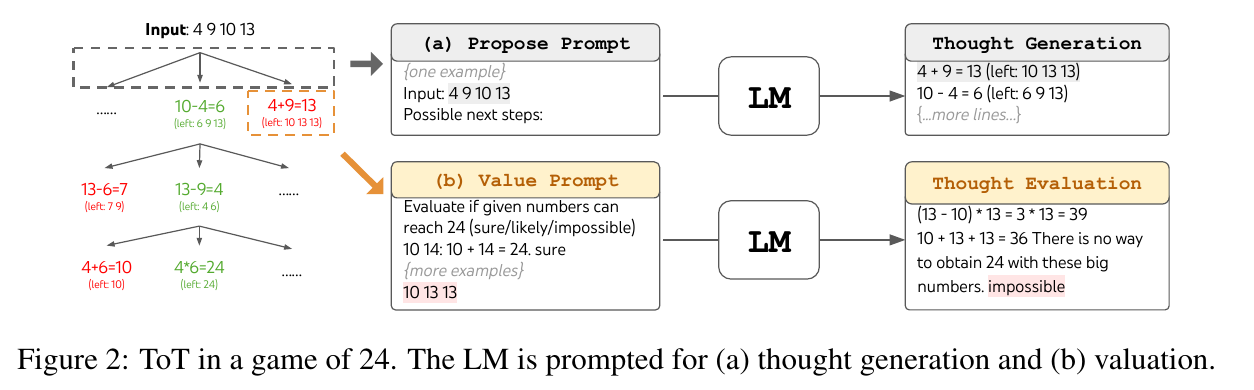 Input: 4 9 10 13
......
10-4=6
(left: 6 9 13)
4+9=13
(left: 10 13 13)
13-6=7
(left: 7 9)
13-9=4
(left: 4 6)
......
4+6=10
(left: 10)
4*6=24
(left: 24)
......
(a) Propose Prompt
{one example}
Input: 4 9 10 13
Possible next steps:
LM
Thought Generation
4 + 9 = 13 (left: 10 13 13)
10 - 4 = 6 (left: 6 9 13)
{...more lines...}
(b) Value Prompt
Evaluate if given numbers can
reach 24 (sure/likely/impossible)
10 14: 10 + 14 = 24. sure
{more examples}
10 13 13
LM
Thought Evaluation
(13 - 10) * 13 = 3 * 13 = 39
10 + 13 + 13 = 36 There is no way
to obtain 24 with these big
numbers. impossible
Figure 2: ToT in a game of 24. The LM is prompted for (a) thought generation and (b) valuation.